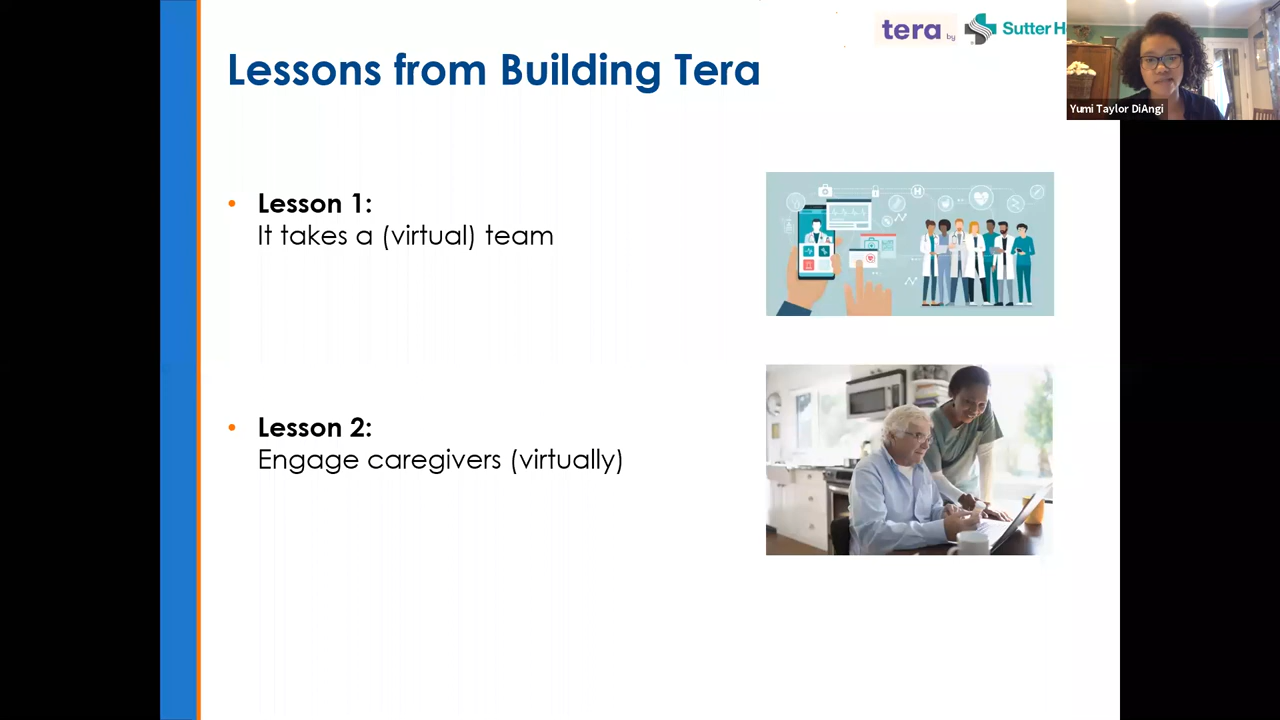 tera by Sutter H
Lessons from Building Tera
Yumi Taylor DiAngi
• Lesson 1:
It takes a (virtual) team
• Lesson 2:
Engage caregivers (virtually)